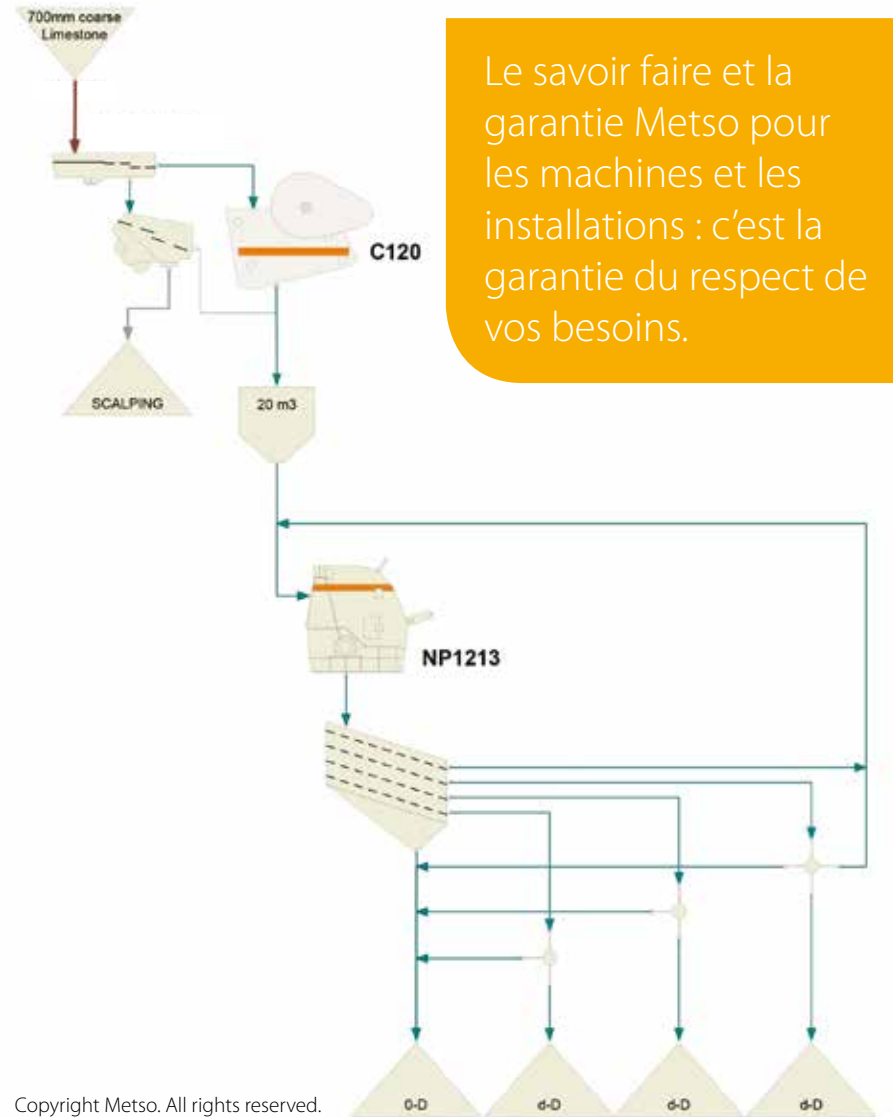 700mm coarse
Limestone
Le savoir faire et la
garantie Metso pour
les machines et les
installations : c’est la
garantie du respect de
vos besoins.
C120
SCALPING
20 m3
NP1213
0-D
d-D
d-D
d-D
Copyright Metso. All rights reserved.